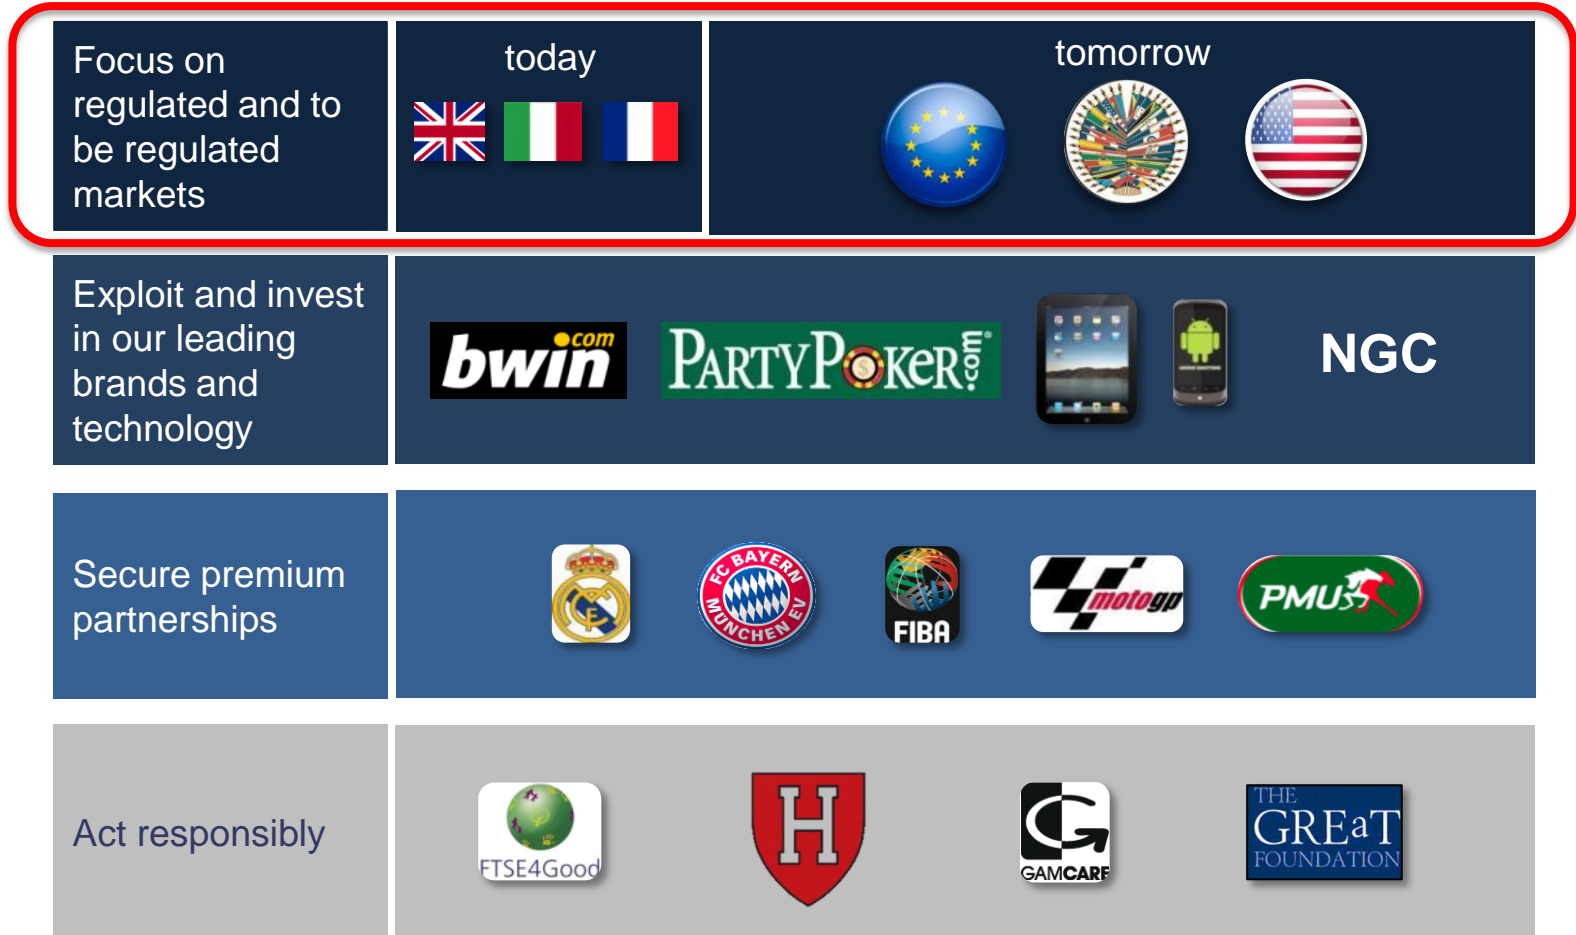 Focus on
regulated and to
be regulated
markets
today
tomorrow
Exploit and invest
in our leading
brands and
technology
bwin.com
PARTYPOKER.com
NGC
Secure premium
partnerships
FC BAYERN
MÜNCHEN EV
FIBA
motogp
PMU
Act responsibly
FTSE4Good
H
GAMCARE
THE
GREaT
FOUNDATION